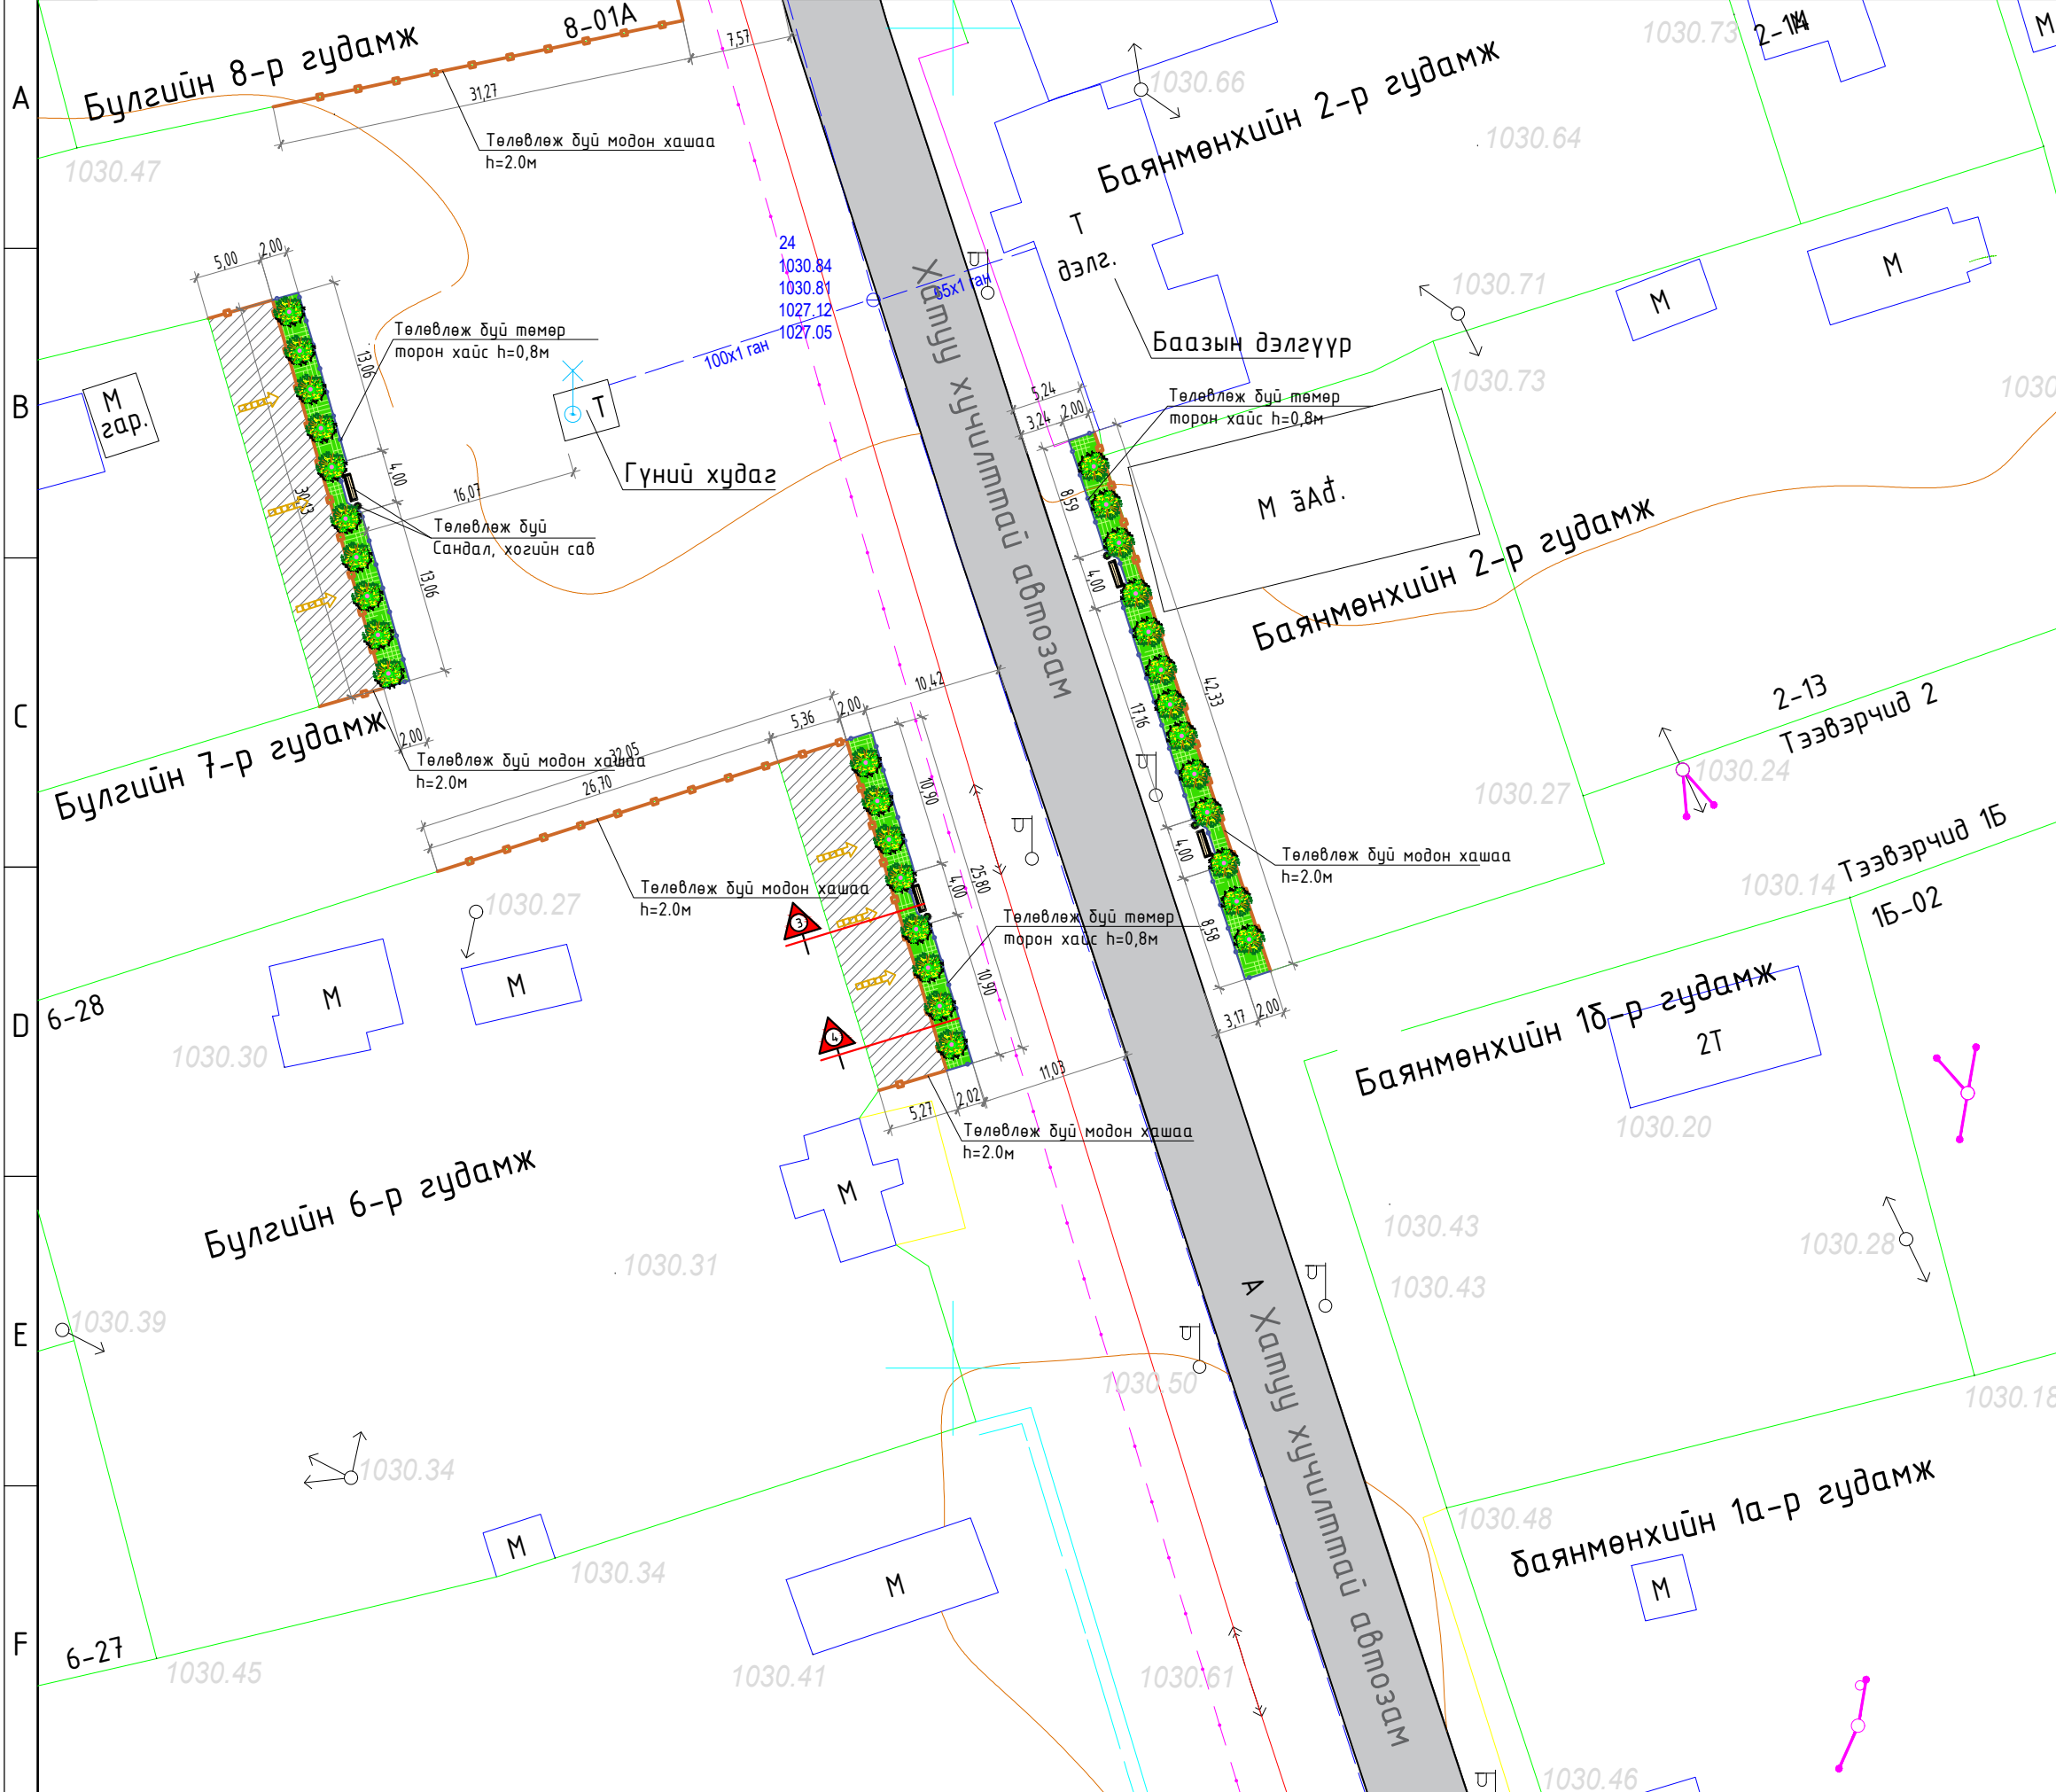 A
B
C
D
E
F
Булгийн 8-р гудамж
8-01А
7,57
31,27
Төлөвлөж буй модон хашаа
h=2.0м
1030.47
1030.66
Баянмөнхийн 2-р гудамж
1030.73
2-14
М
М
1030.64
5,00
2,00
24
1030.84
1030.81
1027.12
1027.05
Т
дэлг.
65x1 ган
100x1 ган
1030.71
М
М
Төлөвлөж буй төмөр
торон хайс h=0,8м
13,06
М
гар.
Т
Гүний худаг
Баазын дэлгүүр
5,24
3,24
2,00
Төлөвлөж буй төмөр
торон хайс h=0,8м
1030.73
1030
4,00
30,13
16,07
Төлөвлөж буй
Сандал, хогийн сав
13,06
8,59
4,00
М ãАđ.
Баянмөнхийн 2-р гудамж
Хатуу хучилттай автозам
17,16
42,33
2-13
Тээвэрчид 2
1030.24
1030.27
Булгийн 7-р гудамж
2,00
Төлөвлөж буй модон хашаа
h=2.0м
32,05
26,70
5,36
2,00
10,42
10,90
4,00
25,80
10,90
Төлөвлөж буй модон хашаа
h=2.0м
3
4
Төлөвлөж буй төмөр
торон хайс h=0,8м
4,00
8,58
Төлөвлөж буй модон хашаа
h=2.0м
3,17
2,00
Тээвэрчид 1Б
1030.14
1Б-02
1030.27
М
М
6-28
1030.30
5,27
2,02
11,03
Төлөвлөж буй модон хашаа
h=2.0м
Баянмөнхийн 1б-р гудамж
2Т
1030.20
Булгийн 6-р гудамж
М
1030.31
1030.43
1030.43
1030.28
1030.39
А Хатуу хучилттай автозам
1030.50
1030.18
1030.34
М
1030.34
М
1030.48
баянмөнхийн 1а-р гудамж
М
6-27
1030.45
1030.41
1030.61
1030.46